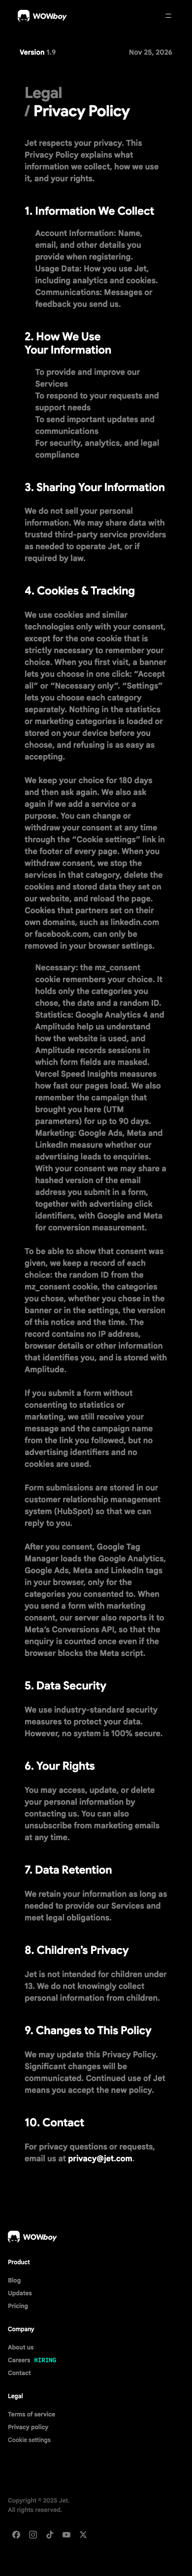 WOWboy
Version 1.9
Nov 25, 2026
Legal
/ Privacy Policy
Jet respects your privacy. This
Privacy Policy explains what
information we collect, how we use
it, and your rights.
1. Information We Collect
Account Information: Name,
email, and other details you
provide when registering.
Usage Data: How you use Jet,
including analytics and cookies.
Communications: Messages or
feedback you send us.
2. How We Use
Your Information
To provide and improve our
Services
To respond to your requests and
support needs
To send important updates and
communications
For security, analytics, and legal
compliance
3. Sharing Your Information
We do not sell your personal
information. We may share data with
trusted third-party service providers
as needed to operate Jet, or if
required by law.
4. Cookies & Tracking
We use cookies and similar
technologies only with your consent,
except for the one cookie that is
strictly necessary to remember your
choice. When you first visit, a banner
lets you choose in one click: “Accept
all” or “Necessary only”. “Settings”
lets you choose each category
separately. Nothing in the statistics
or marketing categories is loaded or
stored on your device before you
choose, and refusing is as easy as
accepting.
We keep your choice for 180 days
and then ask again. We also ask
again if we add a service or a
purpose. You can change or
withdraw your consent at any time
through the “Cookie settings” link in
the footer of every page. When you
withdraw consent, we stop the
services in that category, delete the
cookies and stored data they set on
our website, and reload the page.
Cookies that partners set on their
own domains, such as linkedin.com
or facebook.com, can only be
removed in your browser settings.
Necessary: the mz_consent
cookie remembers your choice. It
holds only the categories you
chose, the date and a random ID.
Statistics: Google Analytics 4 and
Amplitude help us understand
how the website is used, and
Amplitude records sessions in
which form fields are masked.
Vercel Speed Insights measures
how fast our pages load. We also
remember the campaign that
brought you here (UTM
parameters) for up to 90 days.
Marketing: Google Ads, Meta and
LinkedIn measure whether our
advertising leads to enquiries.
With your consent we may share a
hashed version of the email
address you submit in a form,
together with advertising click
identifiers, with Google and Meta
for conversion measurement.
To be able to show that consent was
given, we keep a record of each
choice: the random ID from the
mz_consent cookie, the categories
you chose, whether you chose in the
banner or in the settings, the version
of this notice and the time. The
record contains no IP address,
browser details or other information
that identifies you, and is stored with
Amplitude.
If you submit a form without
consenting to statistics or
marketing, we still receive your
message and the campaign name
from the link you followed, but no
advertising identifiers and no
cookies are used.
Form submissions are stored in our
customer relationship management
system (HubSpot) so that we can
reply to you.
After you consent, Google Tag
Manager loads the Google Analytics,
Google Ads, Meta and LinkedIn tags
in your browser, only for the
categories you consented to. When
you send a form with marketing
consent, our server also reports it to
Meta’s Conversions API, so that the
enquiry is counted once even if the
browser blocks the Meta script.
5. Data Security
We use industry-standard security
measures to protect your data.
However, no system is 100% secure.
6. Your Rights
You may access, update, or delete
your personal information by
contacting us. You can also
unsubscribe from marketing emails
at any time.
7. Data Retention
We retain your information as long as
needed to provide our Services and
meet legal obligations.
8. Children’s Privacy
Jet is not intended for children under
13. We do not knowingly collect
personal information from children.
9. Changes to This Policy
We may update this Privacy Policy.
Significant changes will be
communicated. Continued use of Jet
means you accept the new policy.
10. Contact
For privacy questions or requests,
email us at privacy@jet.com.
WOWboy
Product
Blog
Updates
Pricing
Company
About us
Careers HIRING
Contact
Legal
Terms of service
Privacy policy
Cookie settings
Copyright © 2025 Jet.
All rights reserved.